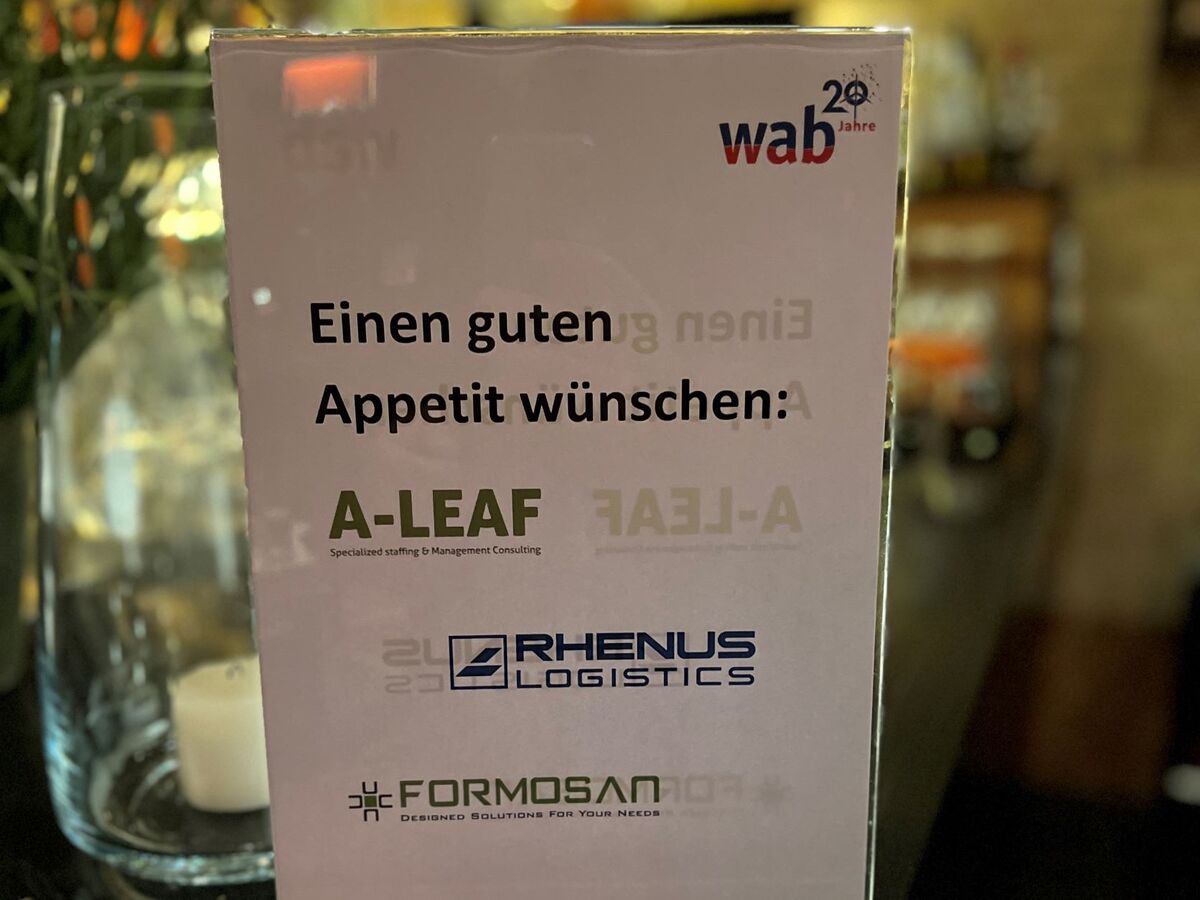 wab 20
Jahre
Einen guten
Appetit wünschen:
A-LEAF
Specialized staffing & Management Consulting
RHENUS
LOGISTICS
FORMOSAN
Designed Solutions For Your Needs